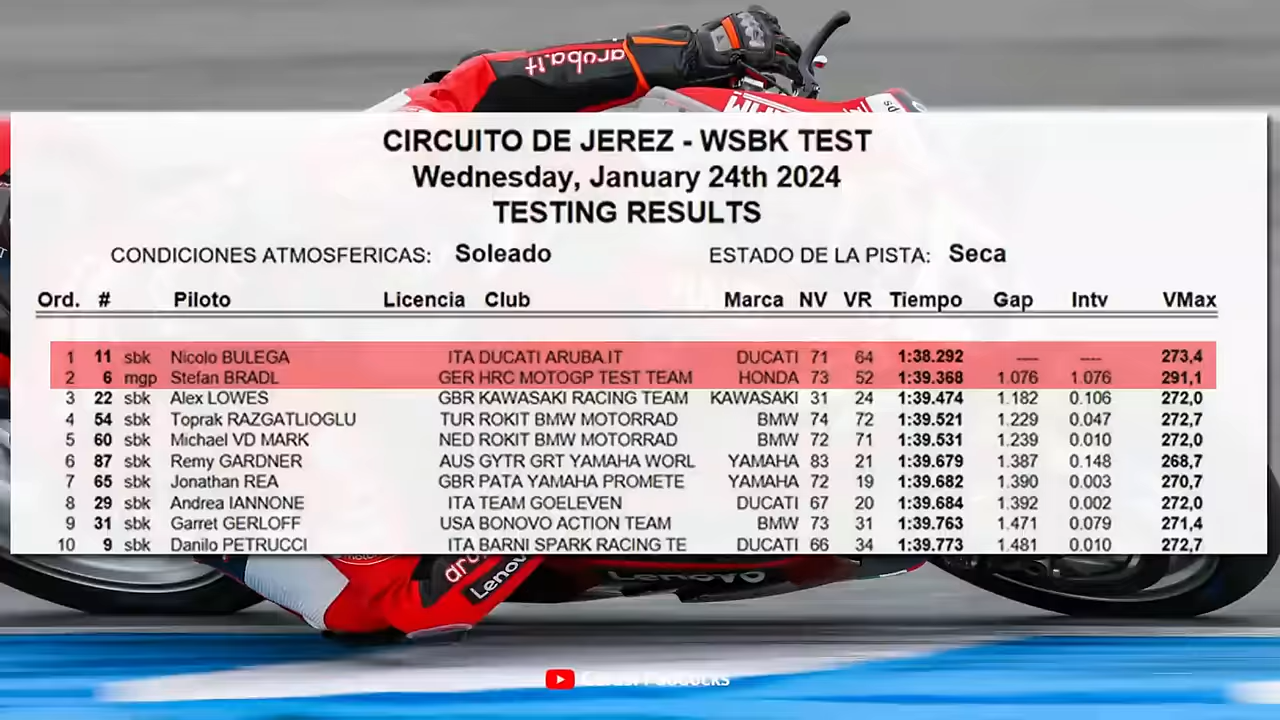 aruba.it
CIRCUITO DE JEREZ - WSBK TEST
Wednesday, January 24th 2024
TESTING RESULTS
CONDICIONES ATMOSFERICAS: Soleado ESTADO DE LA PISTA: Seca
Ord. # Piloto Licencia Club Marca NV VR Tiempo Gap Intv VMax
1 11 sbk Nicolo BULEGA ITA DUCATI ARUBA.IT DUCATI 71 64 1:38.292 ---- ---- 273,4
2 6 mgp Stefan BRADL GER HRC MOTOGP TEST TEAM HONDA 73 52 1:39.368 1.076 1.076 291,1
3 22 sbk Alex LOWES GBR KAWASAKI RACING TEAM KAWASAKI 31 24 1:39.474 1.182 0.106 272,0
4 54 sbk Toprak RAZGATLIOGLU TUR ROKIT BMW MOTORRAD BMW 74 72 1:39.521 1.229 0.047 272,7
5 60 sbk Michael VD MARK NED ROKIT BMW MOTORRAD BMW 72 71 1:39.531 1.239 0.010 272,0
6 87 sbk Remy GARDNER AUS GYTR GRT YAMAHA WORL YAMAHA 83 21 1:39.679 1.387 0.148 268,7
7 65 sbk Jonathan REA GBR PATA YAMAHA PROMETE YAMAHA 72 19 1:39.682 1.390 0.003 270,7
8 29 sbk Andrea IANNONE ITA TEAM GOELEVEN DUCATI 67 20 1:39.684 1.392 0.002 272,0
9 31 sbk Garret GERLOFF USA BONOVO ACTION TEAM BMW 73 31 1:39.763 1.471 0.079 271,4
10 9 sbk Danilo PETRUCCI ITA BARNI SPARK RACING TE DUCATI 66 34 1:39.773 1.481 0.010 272,7
Lenovo